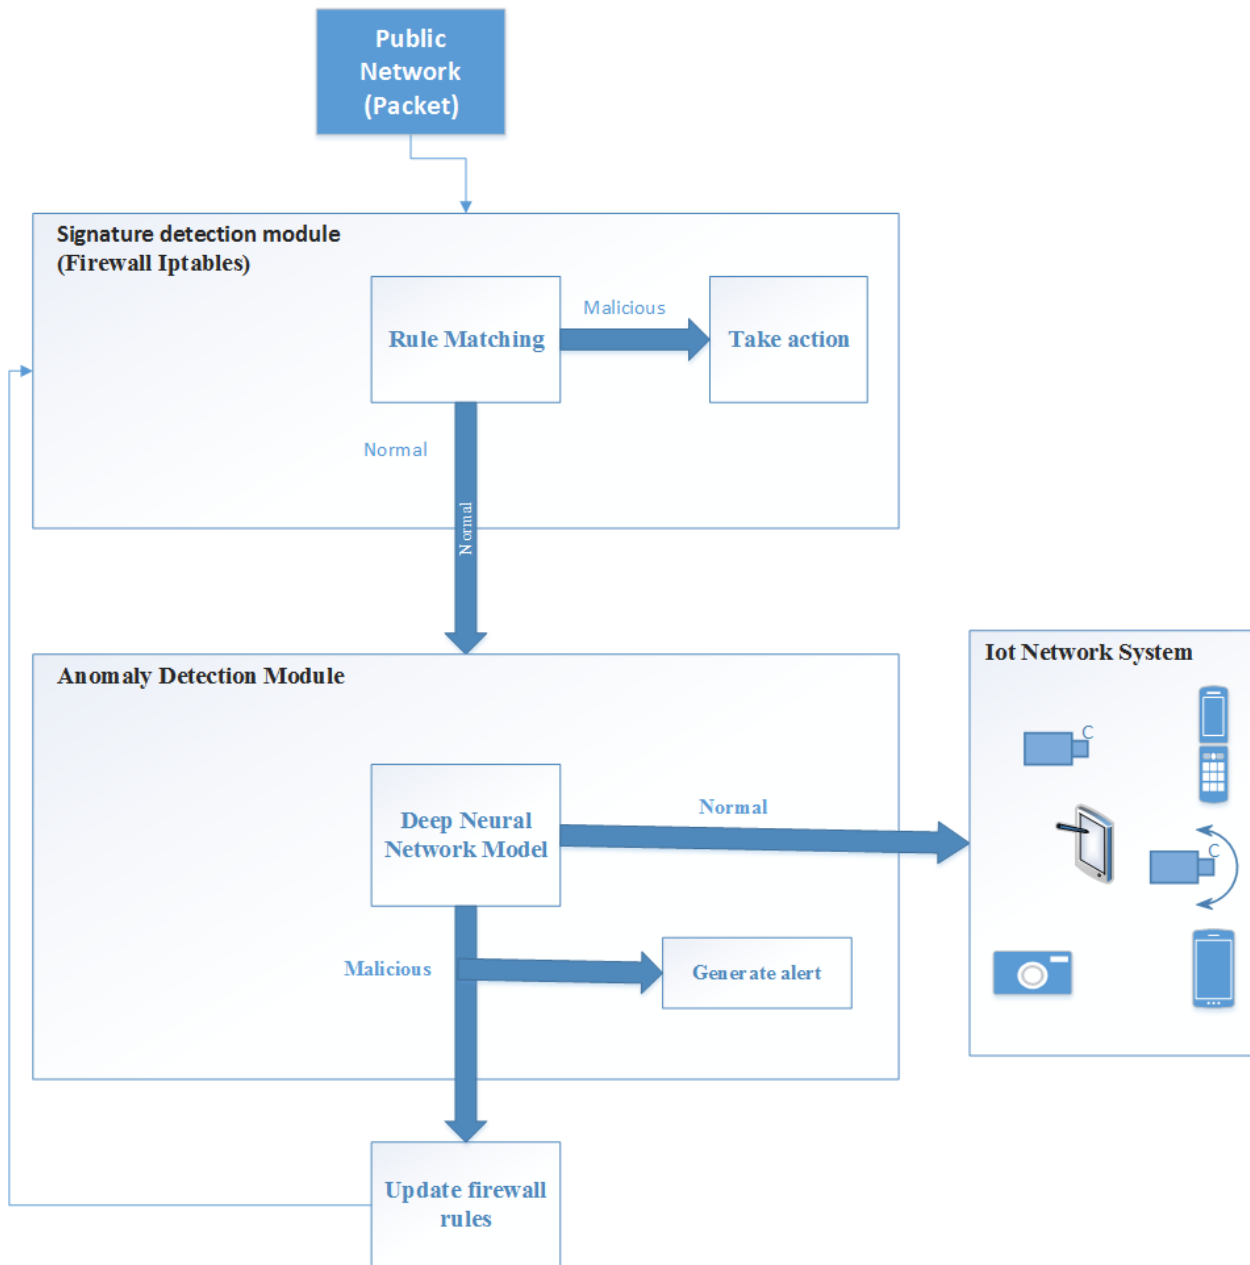 Public
Network
(Packet)
Signature detection module
(Firewall Iptables)
Rule Matching
Malicious
Take action
Normal
Normal
Anomaly Detection Module
Iot Network System
C
Deep Neural
Network Model
Normal
C
Malicious
Generate alert
Update firewall
rules